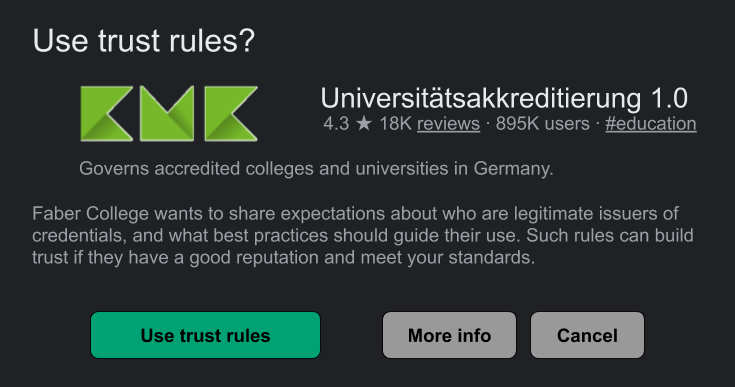 Use trust rules?
KMK
Universitätsakkreditierung 1.0
4.3 ★ 18K reviews · 895K users · #education
Governs accredited colleges and universities in Germany.
Faber College wants to share expectations about who are legitimate issuers of
credentials, and what best practices should guide their use. Such rules can build
trust if they have a good reputation and meet your standards.
Use trust rules
More info
Cancel